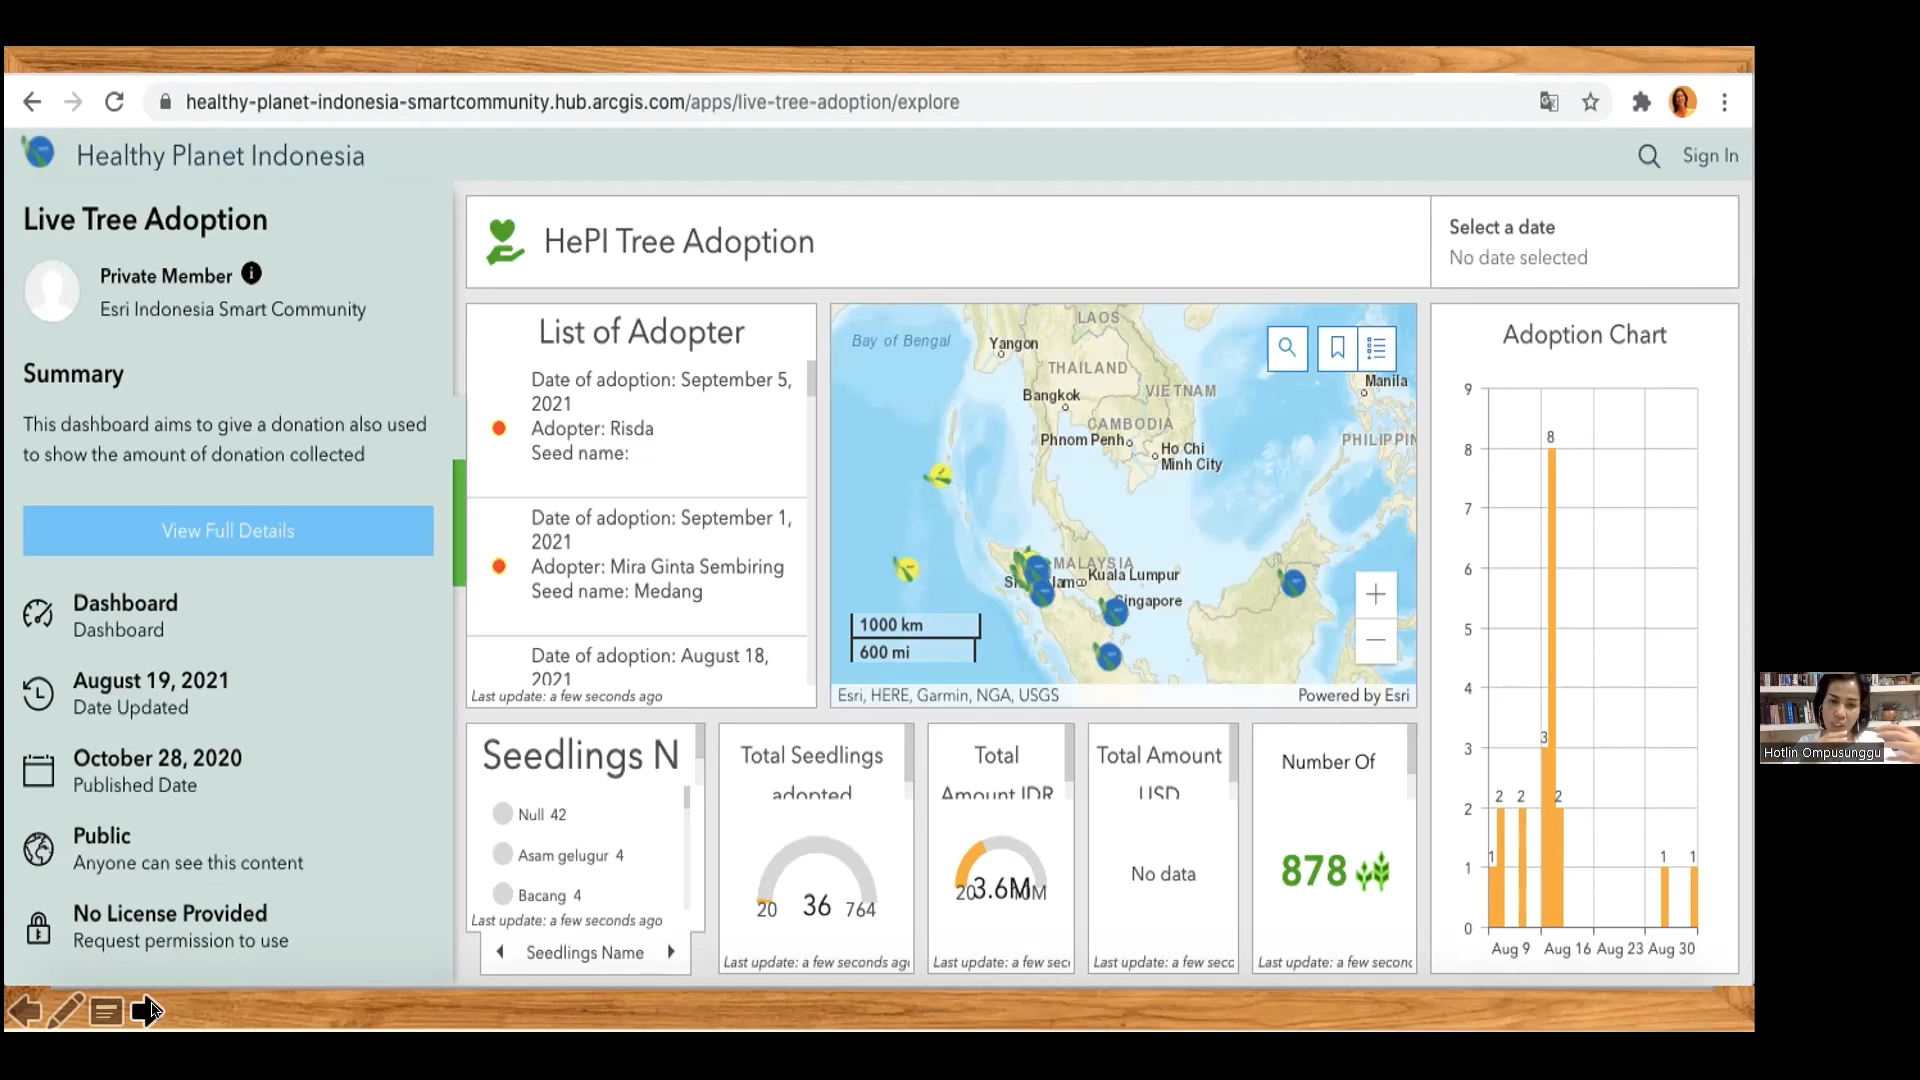 healthy-planet-indonesia-smartcommunity.hub.arcgis.com/apps/live-tree-adoption/explore
Healthy Planet Indonesia
Sign In
Live Tree Adoption
Private Member
Esri Indonesia Smart Community
Summary
This dashboard aims to give a donation also used
to show the amount of donation collected
View Full Details
Dashboard
Dashboard
August 19, 2021
Date Updated
October 28, 2020
Published Date
Public
Anyone can see this content
No License Provided
Request permission to use
HePI Tree Adoption
Select a date
No date selected
List of Adopter
Date of adoption: September 5,
2021
Adopter: Risda
Seed name:
Date of adoption: September 1,
2021
Adopter: Mira Ginta Sembiring
Seed name: Medang
Date of adoption: August 18,
2021
Last update: a few seconds ago
LAOS
Bay of Bengal
Yangon
THAILAND
VIETNAM
Manila
Bangkok
CAMBODIA
Phnom Penh
PHILIPPIN
Ho Chi
Minh City
MALAYSIA
Kuala Lumpur
Singapore
1000 km
600 mi
Esri, HERE, Garmin, NGA, USGS
Powered by Esri
Adoption Chart
9
8
7
6
5
4
3
2
1
0
1
2
2
3
8
2
1
1
Aug 9
Aug 16
Aug 23
Aug 30
Seedlings N
Null 42
Asam gelugur 4
Bacang 4
Last update: a few seconds ago
Seedlings Name
Total Seedlings
adopted
20
36
764
Last update: a few seconds ago
Total
Amount IDR
20
3.6M
Last update: a few sec
Total Amount
USD
No data
Last update: a few secc
Number Of
878
Last update: a few seconc
Hotlin Ompusunggu